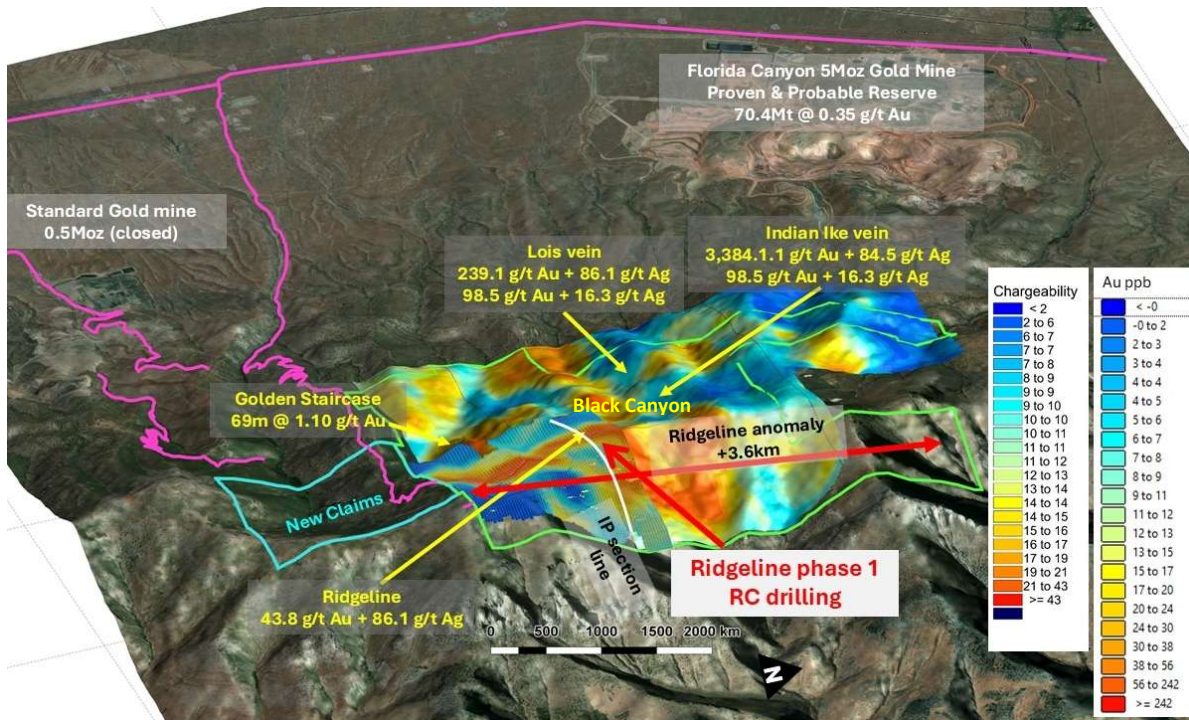 Florida Canyon 5Moz Gold Mine
Proven & Probable Reserve
70.4Mt @ 0.35 g/t Au
Standard Gold mine
0.5Moz (closed)
Lois vein
239.1 g/t Au + 86.1 g/t Ag
98.5 g/t Au + 16.3 g/t Ag
Indian Ike vein
3,384.1.1 g/t Au + 84.5 g/t Ag
98.5 g/t Au + 16.3 g/t Ag
Golden Staircase
69m @ 1.10 g/t Au
Black Canyon
Ridgeline anomaly
+3.6km
New Claims
IP section
line
Ridgeline phase 1
RC drilling
Ridgeline
43.8 g/t Au + 86.1 g/t Ag
0 500 1000 1500 2000 km
N
Chargeability
< 2
2 to 6
6 to 7
7 to 7
7 to 8
8 to 9
9 to 9
9 to 10
10 to 10
10 to 11
11 to 11
11 to 12
12 to 13
13 to 14
14 to 14
14 to 15
15 to 16
16 to 17
17 to 19
19 to 21
21 to 43
>= 43
Au ppb
< -0
-0 to 2
2 to 3
3 to 4
4 to 4
4 to 5
5 to 6
6 to 7
7 to 8
8 to 9
9 to 11
11 to 12
12 to 13
13 to 15
15 to 17
17 to 20
20 to 24
24 to 30
30 to 38
38 to 56
56 to 242
>= 242